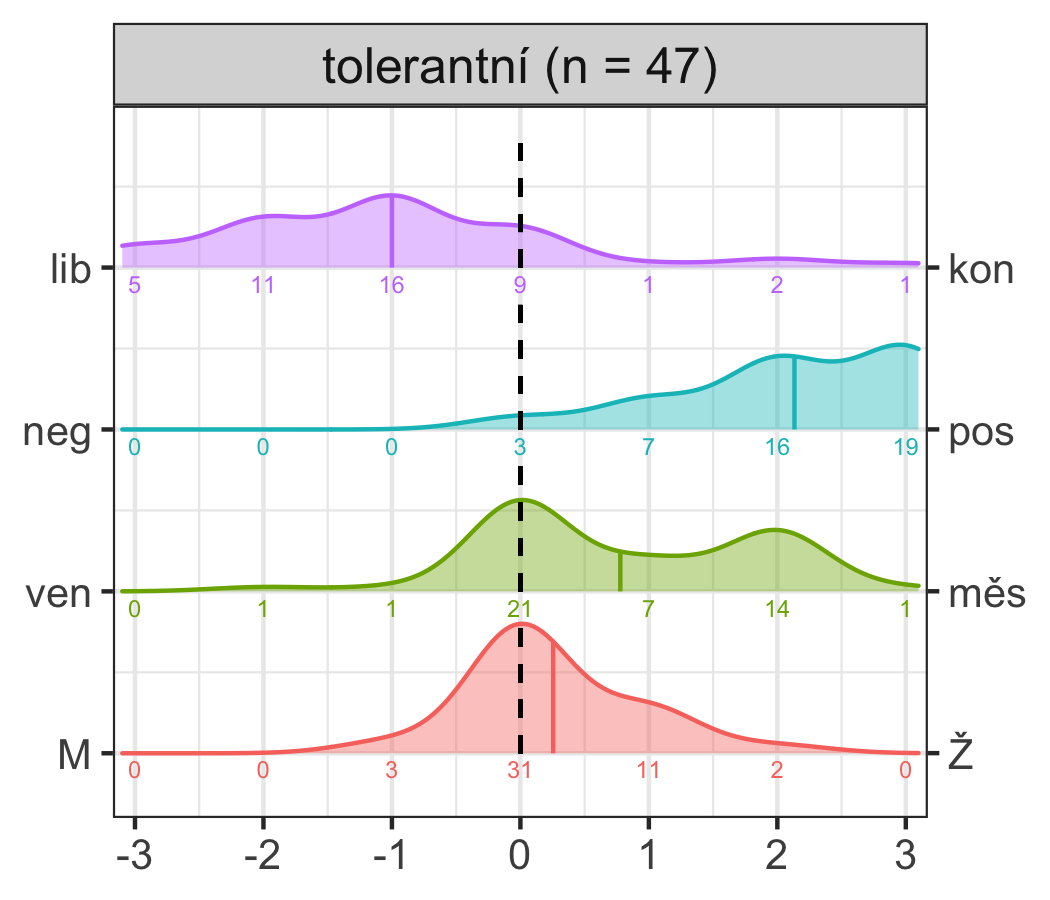 tolerantní (n = 47)
lib kon
5 11 16 9 1 2 1
neg pos
0 0 0 3 7 16 19
ven měs
0 1 1 21 7 14 1
M Ž
0 0 3 31 11 2 0
-3 -2 -1 0 1 2 3